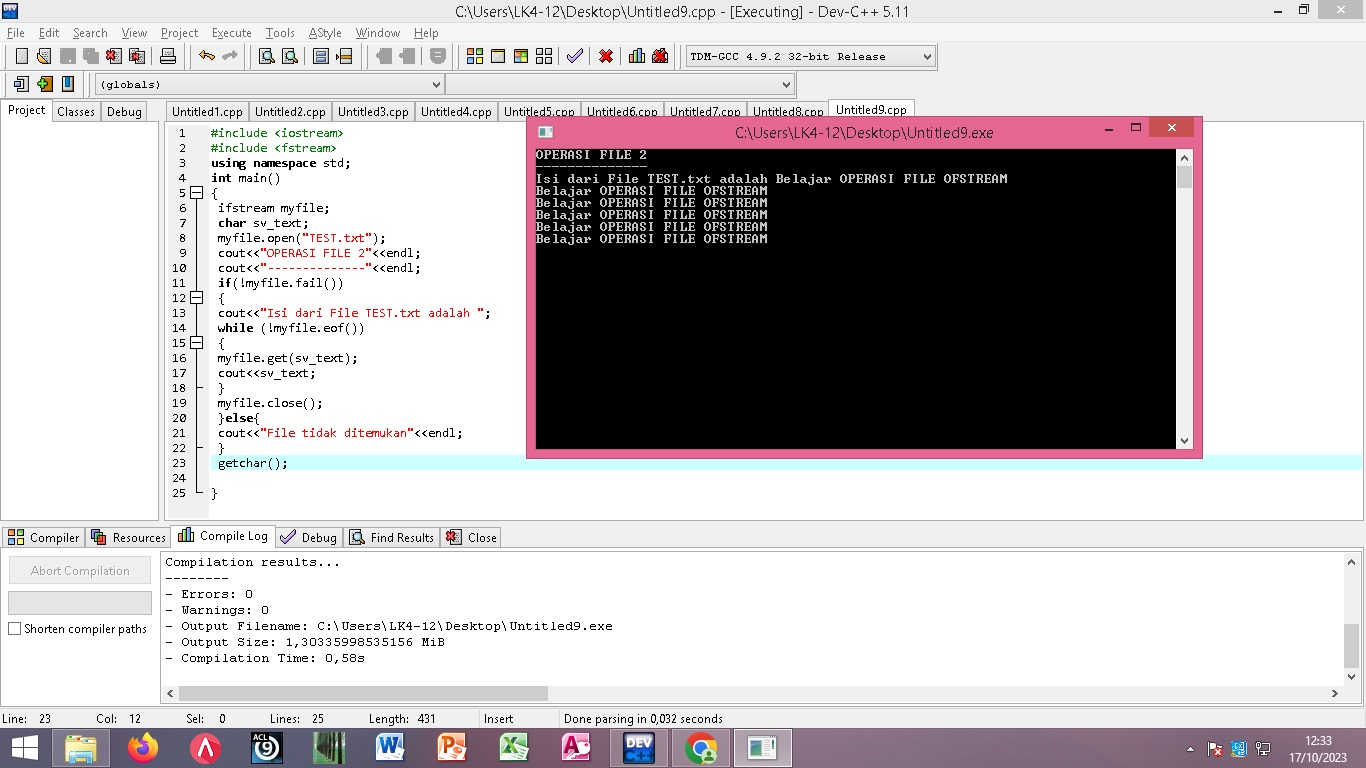 C:\Users\LK4-12\Desktop\Untitled9.cpp - [Executing] - Dev-C++ 5.11
File Edit Search View Project Execute Tools AStyle Window Help
TDM-GCC 4.9.2 32-bit Release
(globals)
Project Classes Debug
Untitled1.cpp Untitled2.cpp Untitled3.cpp Untitled4.cpp Untitled5.cpp Untitled6.cpp Untitled7.cpp Untitled8.cpp Untitled9.cpp
1 #include <iostream>
2 #include <fstream>
3 using namespace std;
4 int main()
5 {
6 ifstream myfile;
7 char sv_text;
8 myfile.open("TEST.txt");
9 cout<<"OPERASI FILE 2"<<endl;
10 cout<<"--------------"<<endl;
11 if(!myfile.fail())
12 {
13 cout<<"Isi dari File TEST.txt adalah ";
14 while (!myfile.eof())
15 {
16 myfile.get(sv_text);
17 cout<<sv_text;
18 }
19 myfile.close();
20 }else{
21 cout<<"File tidak ditemukan"<<endl;
22 }
23 getchar();
24
25 }
C:\Users\LK4-12\Desktop\Untitled9.exe
OPERASI FILE 2
--------------
Isi dari File TEST.txt adalah Belajar OPERASI FILE OFSTREAM
Belajar OPERASI FILE OFSTREAM
Belajar OPERASI FILE OFSTREAM
Belajar OPERASI FILE OFSTREAM
Belajar OPERASI FILE OFSTREAM
Belajar OPERASI FILE OFSTREAM
Compiler Resources Compile Log Debug Find Results Close
Abort Compilation
Shorten compiler paths
Compilation results...
--------
- Errors: 0
- Warnings: 0
- Output Filename: C:\Users\LK4-12\Desktop\Untitled9.exe
- Output Size: 1,30335998535156 MiB
- Compilation Time: 0,58s
Line: 23 Col: 12 Sel: 0 Lines: 25 Length: 431 Insert Done parsing in 0,032 seconds
ACL 9
DEV C++
12:33
17/10/2023